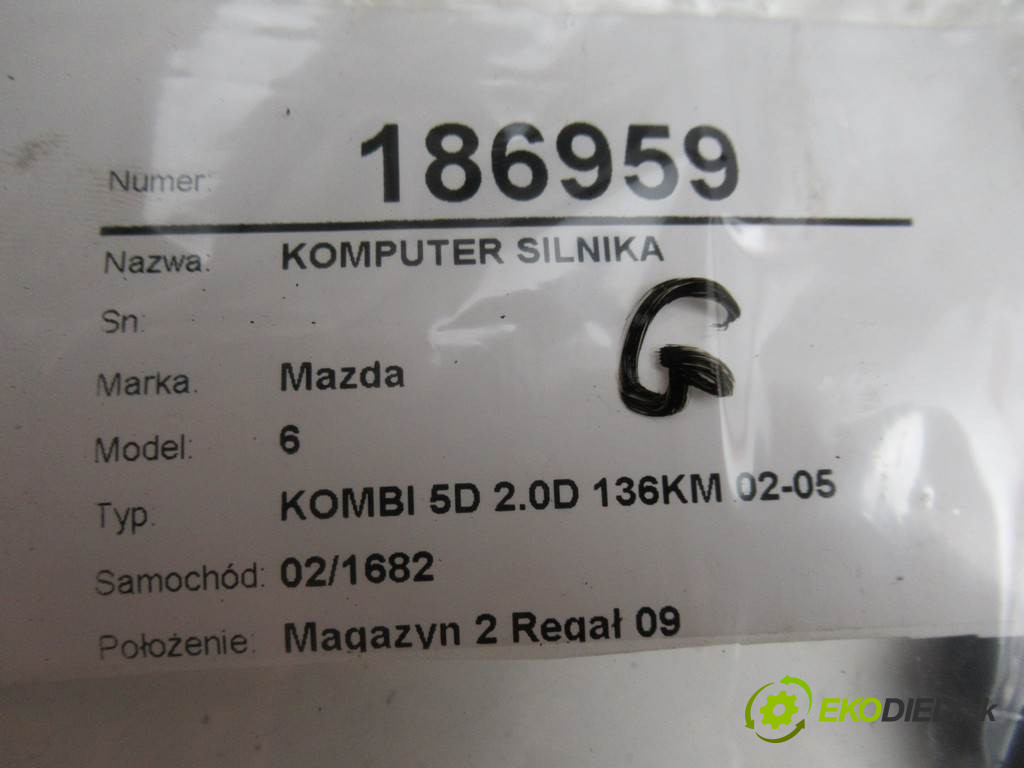 Numer: 186959
Nazwa: KOMPUTER SILNIKA
Sn:
G
Marka. Mazda
Model: 6
Typ. KOMBI 5D 2.0D 136KM 02-05
Samochód: 02/1682
Położenie: Magazyn 2 Regał 09